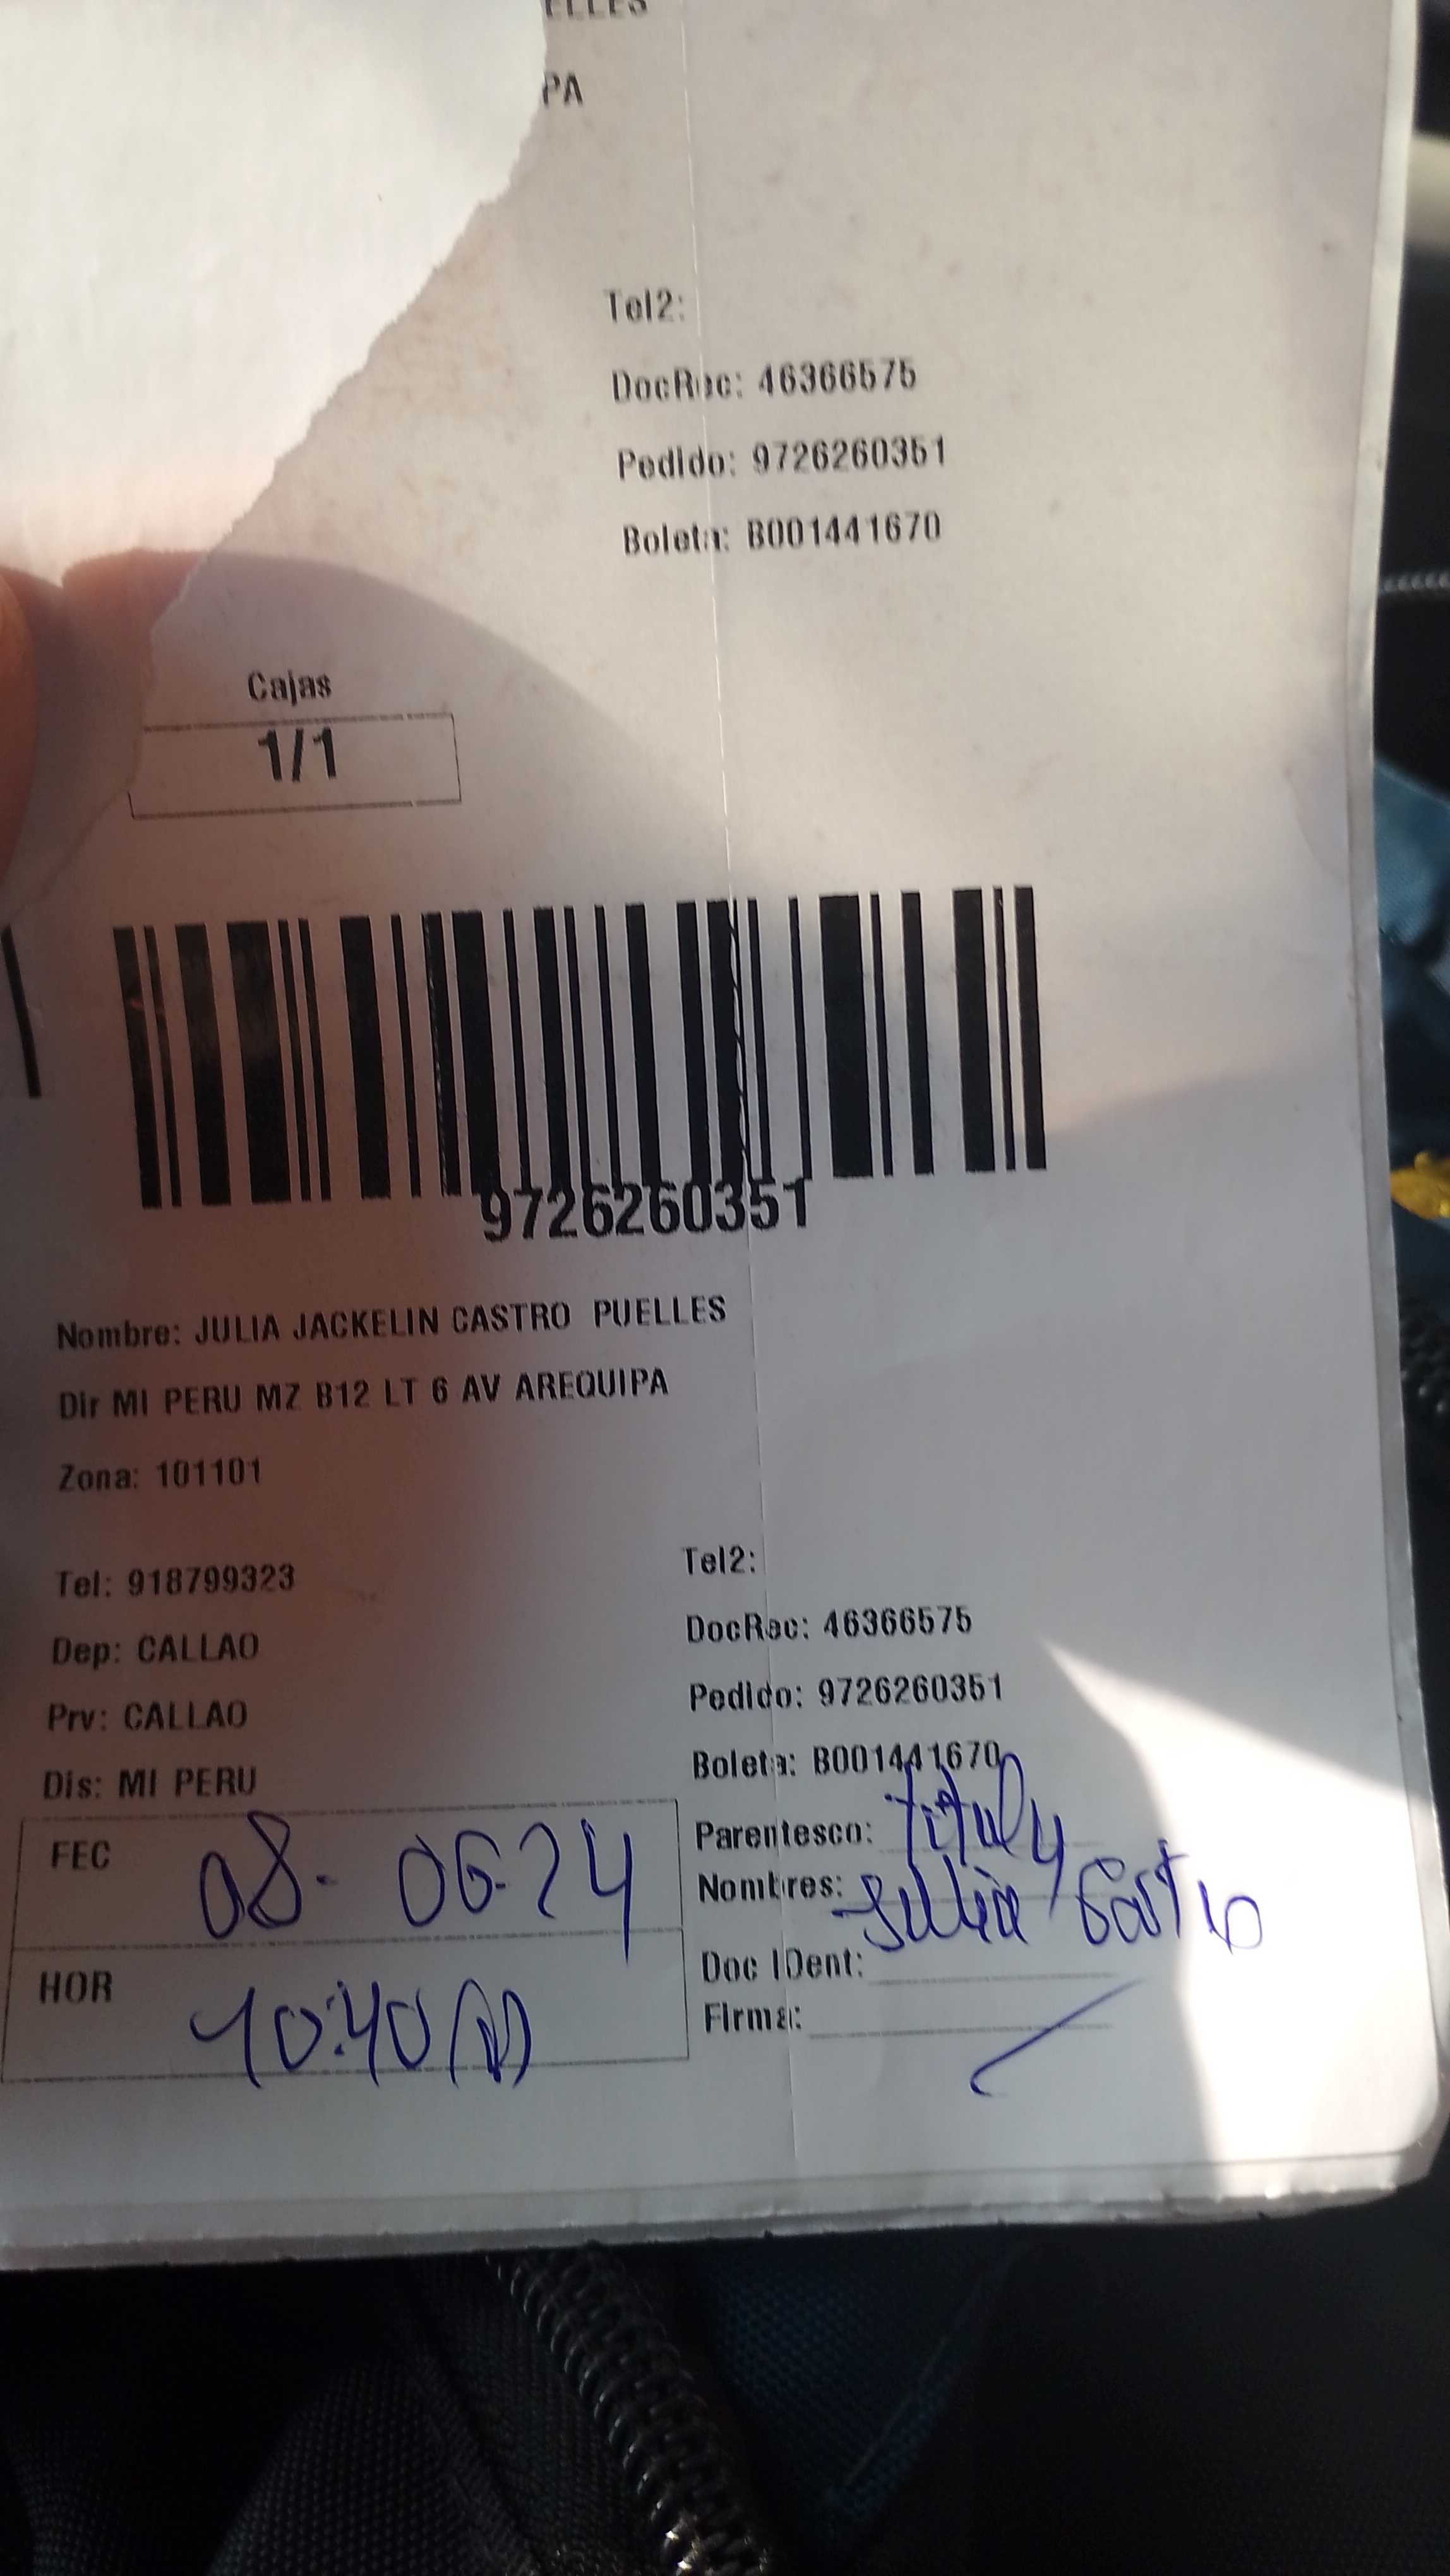 ELLES
PA
Tel2:
DocRec: 46366575
Pedido: 9726260351
Boleta: B001441670
Cajas
1/1
9726260351
Nombre: JULIA JACKELIN CASTRO PUELLES
Dir MI PERU MZ B12 LT 6 AV AREQUIPA
Zona: 101101
Tel: 918799323
Tel2:
Dep: CALLAO
DocRec: 46366575
Prv: CALLAO
Pedido: 9726260351
Dis: MI PERU
Boleta: B001441670
FEC 08-06-24
Parentesco: titular
Nombres: Julia Castro
HOR 10:40
Doc IDent:
Firma: